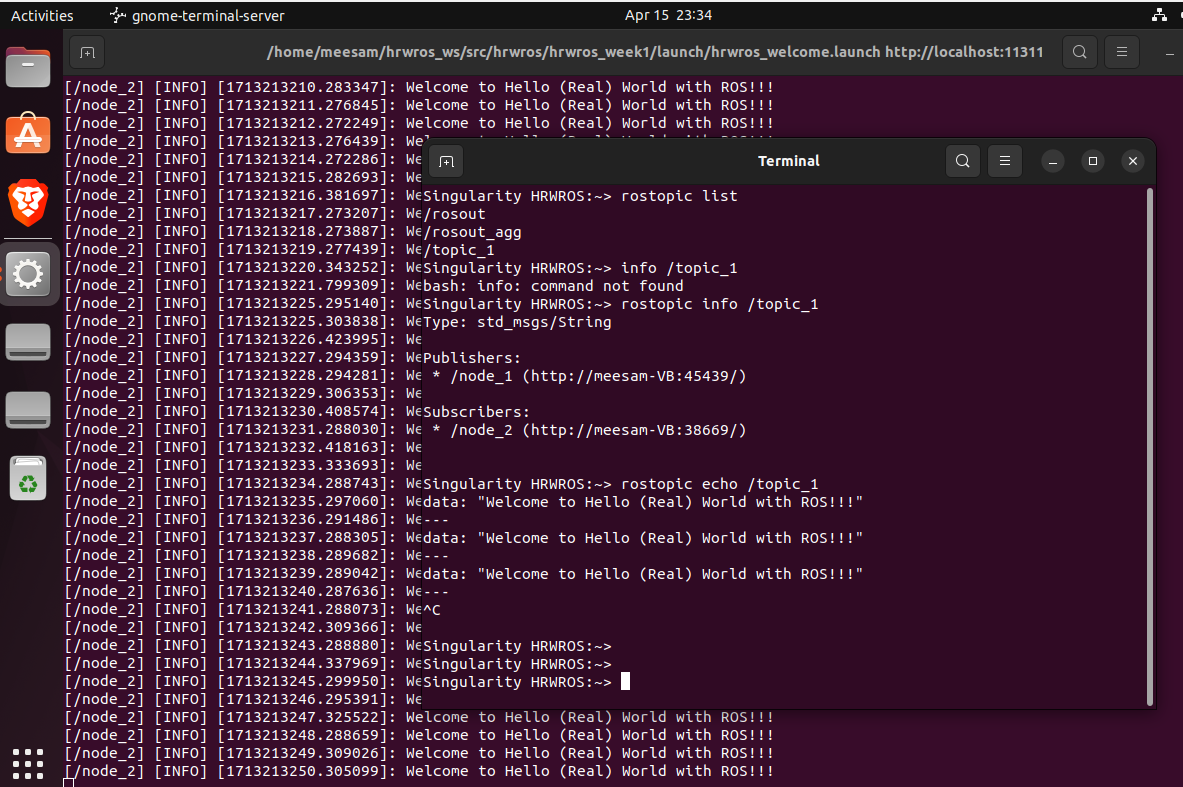 Activities
gnome-terminal-server
Apr 15 23:34
/home/meesam/hrwros_ws/src/hrwros/hrwros_week1/launch/hrwros_welcome.launch http://localhost:11311
[/node_2] [INFO] [1713213210.283347]: Welcome to Hello (Real) World with ROS!!!
[/node_2] [INFO] [1713213211.276845]: Welcome to Hello (Real) World with ROS!!!
[/node_2] [INFO] [1713213212.272249]: Welcome to Hello (Real) World with ROS!!!
[/node_2] [INFO] [1713213213.276439]: We
[/node_2] [INFO] [1713213214.272286]: We
[/node_2] [INFO] [1713213215.282693]: We
[/node_2] [INFO] [1713213216.381697]: We
[/node_2] [INFO] [1713213217.273207]: We
[/node_2] [INFO] [1713213218.273887]: We
[/node_2] [INFO] [1713213219.277439]: We
[/node_2] [INFO] [1713213220.343252]: We
[/node_2] [INFO] [1713213221.799309]: We
[/node_2] [INFO] [1713213225.295140]: We
[/node_2] [INFO] [1713213225.303838]: We
[/node_2] [INFO] [1713213226.423995]: We
[/node_2] [INFO] [1713213227.294359]: We
[/node_2] [INFO] [1713213228.294281]: We
[/node_2] [INFO] [1713213229.306353]: We
[/node_2] [INFO] [1713213230.408574]: We
[/node_2] [INFO] [1713213231.288030]: We
[/node_2] [INFO] [1713213232.418163]: We
[/node_2] [INFO] [1713213233.333693]: We
[/node_2] [INFO] [1713213234.288743]: We
[/node_2] [INFO] [1713213235.297060]: We
[/node_2] [INFO] [1713213236.291486]: We
[/node_2] [INFO] [1713213237.288305]: We
[/node_2] [INFO] [1713213238.289682]: We
[/node_2] [INFO] [1713213239.289042]: We
[/node_2] [INFO] [1713213240.287636]: We
[/node_2] [INFO] [1713213241.288073]: We
[/node_2] [INFO] [1713213242.309366]: We
[/node_2] [INFO] [1713213243.288880]: We
[/node_2] [INFO] [1713213244.337969]: We
[/node_2] [INFO] [1713213245.299950]: We
[/node_2] [INFO] [1713213246.295391]: We
[/node_2] [INFO] [1713213247.325522]: Welcome to Hello (Real) World with ROS!!!
[/node_2] [INFO] [1713213248.288659]: Welcome to Hello (Real) World with ROS!!!
[/node_2] [INFO] [1713213249.309026]: Welcome to Hello (Real) World with ROS!!!
[/node_2] [INFO] [1713213250.305099]: Welcome to Hello (Real) World with ROS!!!
Terminal
Singularity HRWROS:~> rostopic list
/rosout
/rosout_agg
/topic_1
Singularity HRWROS:~> info /topic_1
bash: info: command not found
Singularity HRWROS:~> rostopic info /topic_1
Type: std_msgs/String
Publishers:
* /node_1 (http://meesam-VB:45439/)
Subscribers:
* /node_2 (http://meesam-VB:38669/)
Singularity HRWROS:~> rostopic echo /topic_1
data: "Welcome to Hello (Real) World with ROS!!!"
---
data: "Welcome to Hello (Real) World with ROS!!!"
---
data: "Welcome to Hello (Real) World with ROS!!!"
---
^C
Singularity HRWROS:~>
Singularity HRWROS:~>
Singularity HRWROS:~>